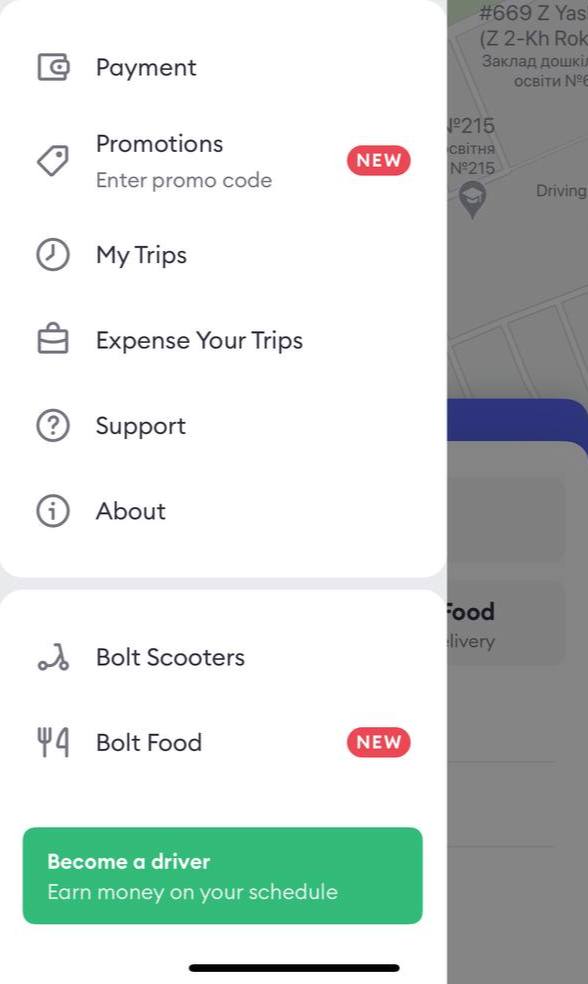 Payment
Promotions
Enter promo code
NEW
My Trips
Expense Your Trips
Support
About
Bolt Scooters
Bolt Food
NEW
Become a driver
Earn money on your schedule
#669 Z Yas
(Z 2-Kh Rok
Заклад дошкіл
освіти №6
№215
світня
№215
Driving
Food
elivery